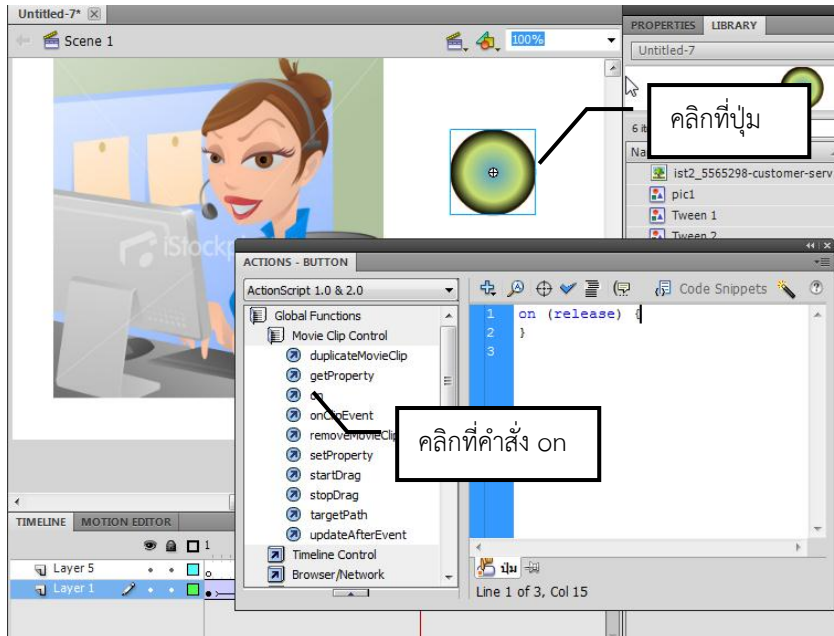 Untitled-7*
Scene 1
100%
PROPERTIES LIBRARY
Untitled-7
คลิกที่ปุ่ม
ist2_5565298-customer-serv
pic1
Tween 1
Tween 2
ACTIONS - BUTTON
ActionScript 1.0 & 2.0
Code Snippets
Global Functions
Movie Clip Control
duplicateMovieClip
getProperty
on
onClipEvent
removeMovieClip
setProperty
startDrag
stopDrag
targetPath
updateAfterEvent
Timeline Control
Browser/Network
1 on (release) {
2 }
3
คลิกที่คำสั่ง on
ปุ่ม
Line 1 of 3, Col 15
TIMELINE MOTION EDITOR
1
Layer 5
Layer 1